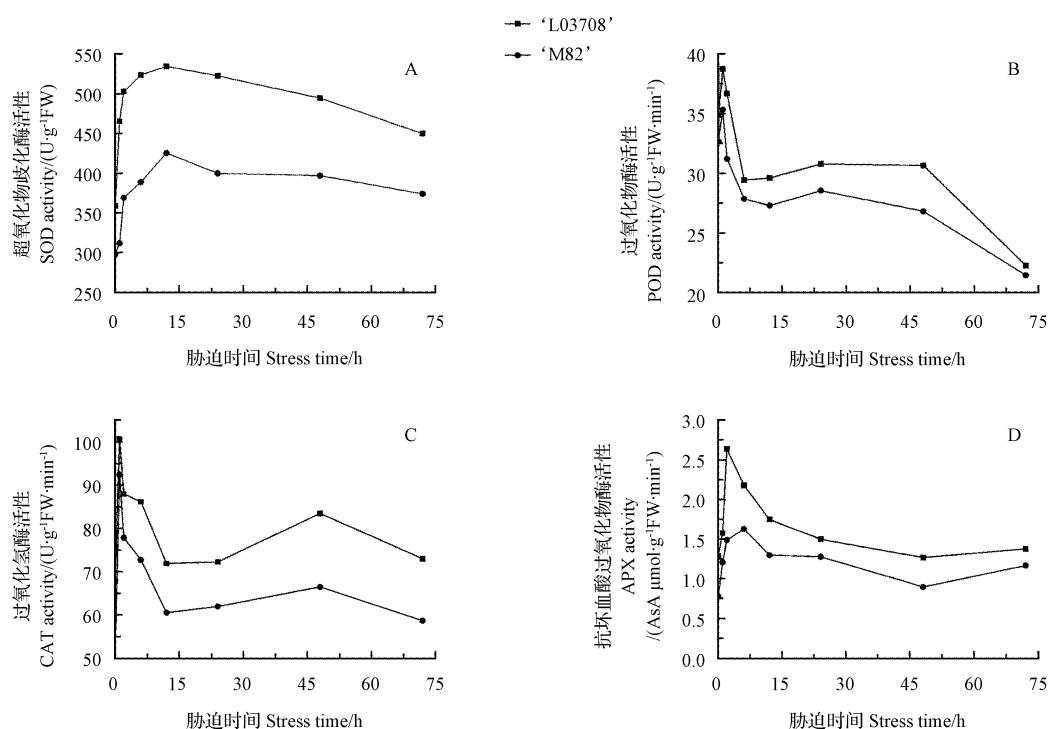 ‘L03708’
‘M82’
A
超氧化物歧化酶活性
SOD activity/(U·g-1FW)
550
500
450
400
350
300
250
0 15 30 45 60 75
胁迫时间 Stress time/h
B
过氧化物酶活性
POD activity/(U·g-1FW·min-1)
40
35
30
25
20
0 15 30 45 60 75
胁迫时间 Stress time/h
C
过氧化氢酶活性
CAT activity/(U·g-1FW·min-1)
100
90
80
70
60
50
0 15 30 45 60 75
胁迫时间 Stress time/h
D
抗坏血酸过氧化物酶活性
APX activity
/(AsA μmol·g-1FW·min-1)
3.0
2.5
2.0
1.5
1.0
0.5
0.0
0 15 30 45 60 75
胁迫时间 Stress time/h